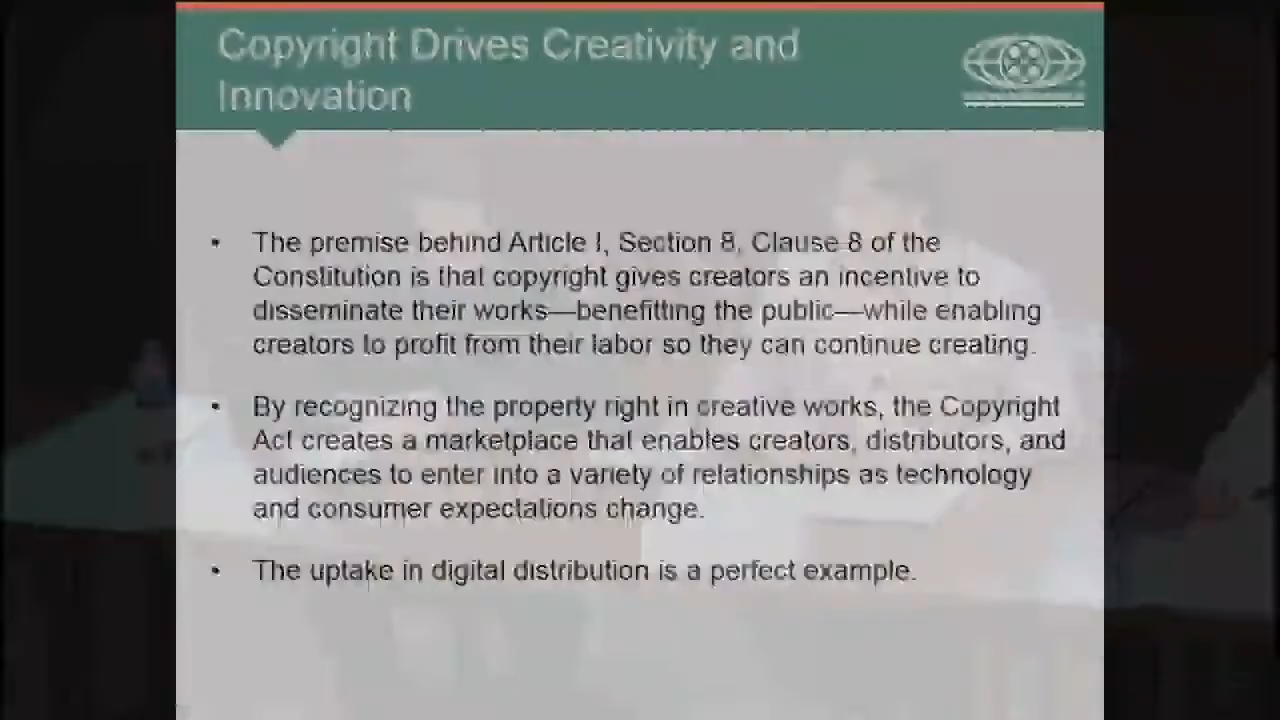 Copyright Drives Creativity and
Innovation
• The premise behind Article I, Section 8, Clause 8 of the
Constitution is that copyright gives creators an incentive to
disseminate their works—benefitting the public—while enabling
creators to profit from their labor so they can continue creating.
• By recognizing the property right in creative works, the Copyright
Act creates a marketplace that enables creators, distributors, and
audiences to enter into a variety of relationships as technology
and consumer expectations change.
• The uptake in digital distribution is a perfect example.